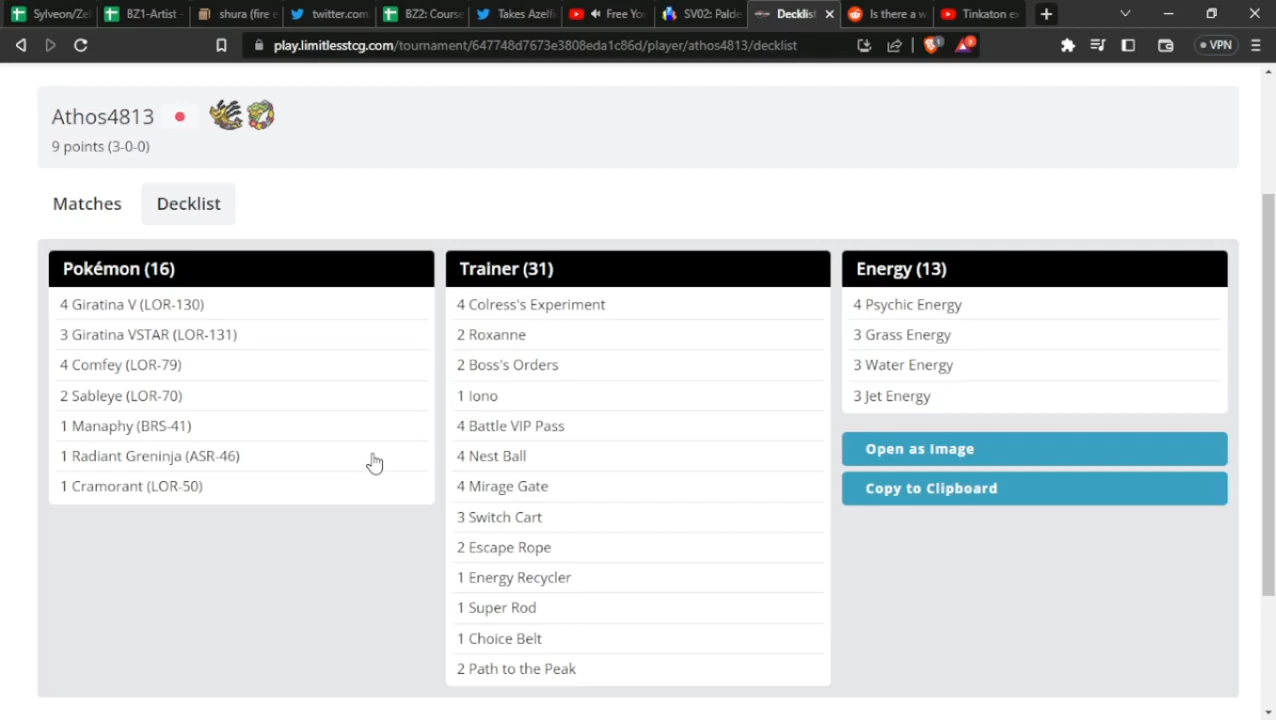 Sylveon/Ze
BZ1-Artist
shura (fire e
twitter.com
BZ2: Course
Takes Azelf
Free Yo
SV02: Palde
Decklist
Is there a w
Tinkaton ex
play.limitlesstcg.com/tournament/647748d7673e3808eda1c86d/player/athos4813/decklist
VPN
Athos4813
9 points (3-0-0)
Matches
Decklist
Pokémon (16)
4 Giratina V (LOR-130)
3 Giratina VSTAR (LOR-131)
4 Comfey (LOR-79)
2 Sableye (LOR-70)
1 Manaphy (BRS-41)
1 Radiant Greninja (ASR-46)
1 Cramorant (LOR-50)
Trainer (31)
4 Colress's Experiment
2 Roxanne
2 Boss's Orders
1 Iono
4 Battle VIP Pass
4 Nest Ball
4 Mirage Gate
3 Switch Cart
2 Escape Rope
1 Energy Recycler
1 Super Rod
1 Choice Belt
2 Path to the Peak
Energy (13)
4 Psychic Energy
3 Grass Energy
3 Water Energy
3 Jet Energy
Open as Image
Copy to Clipboard